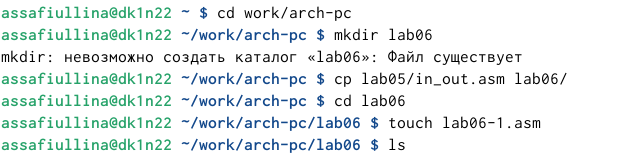 assafiullina@dk1n22 ~ $ cd work/arch-pc
assafiullina@dk1n22 ~/work/arch-pc $ mkdir lab06
mkdir: невозможно создать каталог «lab06»: Файл существует
assafiullina@dk1n22 ~/work/arch-pc $ cp lab05/in_out.asm lab06/
assafiullina@dk1n22 ~/work/arch-pc $ cd lab06
assafiullina@dk1n22 ~/work/arch-pc/lab06 $ touch lab06-1.asm
assafiullina@dk1n22 ~/work/arch-pc/lab06 $ ls